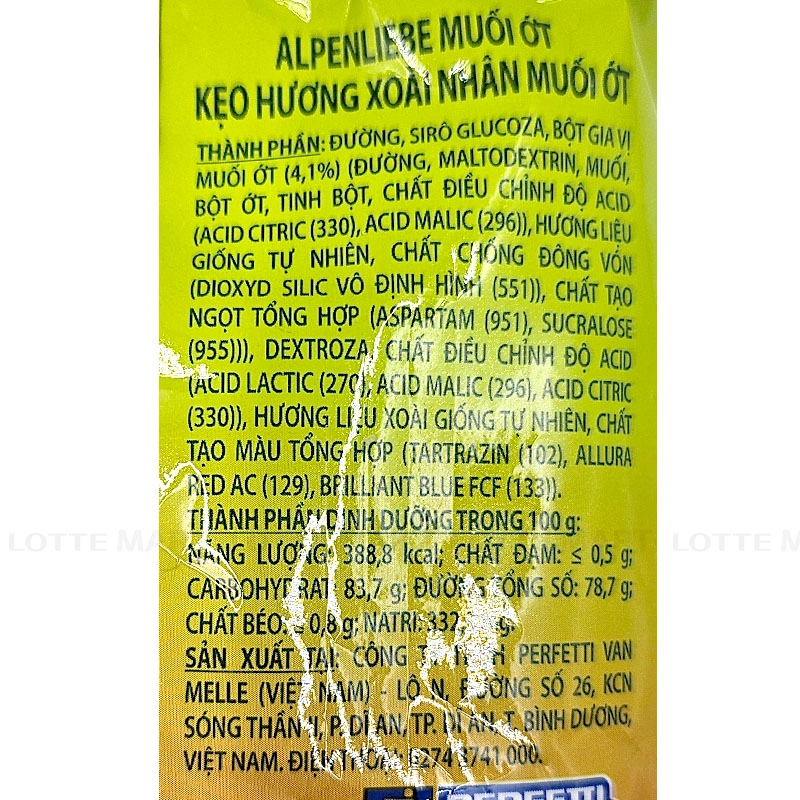 ALPENLIEBE MUỐI ỚT
KẸO HƯƠNG XOÀI NHÂN MUỐI ỚT
THÀNH PHẦN: ĐƯỜNG, SIRÔ GLUCOZA, BỘT GIA VỊ
MUỐI ỚT (4,1%) (ĐƯỜNG, MALTODEXTRIN, MUỐI,
BỘT ỚT, TINH BỘT, CHẤT ĐIỀU CHỈNH ĐỘ ACID
(ACID CITRIC (330), ACID MALIC (296)), HƯƠNG LIỆU
GIỐNG TỰ NHIÊN, CHẤT CHỐNG ĐÔNG VÓN
(DIOXYD SILIC VÔ ĐỊNH HÌNH (551)), CHẤT TẠO
NGỌT TỔNG HỢP (ASPARTAM (951), SUCRALOSE
(955))), DEXTROZA, CHẤT ĐIỀU CHỈNH ĐỘ ACID
(ACID LACTIC (270), ACID MALIC (296), ACID CITRIC
(330)), HƯƠNG LIỆU XOÀI GIỐNG TỰ NHIÊN, CHẤT
TẠO MÀU TỔNG HỢP (TARTRAZIN (102), ALLURA
RED AC (129), BRILLIANT BLUE FCF (133)).
THÀNH PHẦN DINH DƯỠNG TRONG 100 g:
NĂNG LƯỢNG: 388,8 kcal; CHẤT ĐẠM: ≤ 0,5 g;
CARBOHYDRAT: 83,7 g; ĐƯỜNG TỔNG SỐ: 78,7 g;
CHẤT BÉO: ≤ 0,8 g; NATRI:
SẢN XUẤT TẠI: CÔNG TY PERFETTI VAN
MELLE (VIỆT NAM) - LÔ N, ĐƯỜNG SỐ 26, KCN
SÓNG THẦN II, P. DĨ AN, TP. DĨ AN, T. BÌNH DƯƠNG,
VIỆT NAM. ĐIỆN THOẠI: 0274 3741 000.
PERFETTI
LOTTE MART
LOTTE